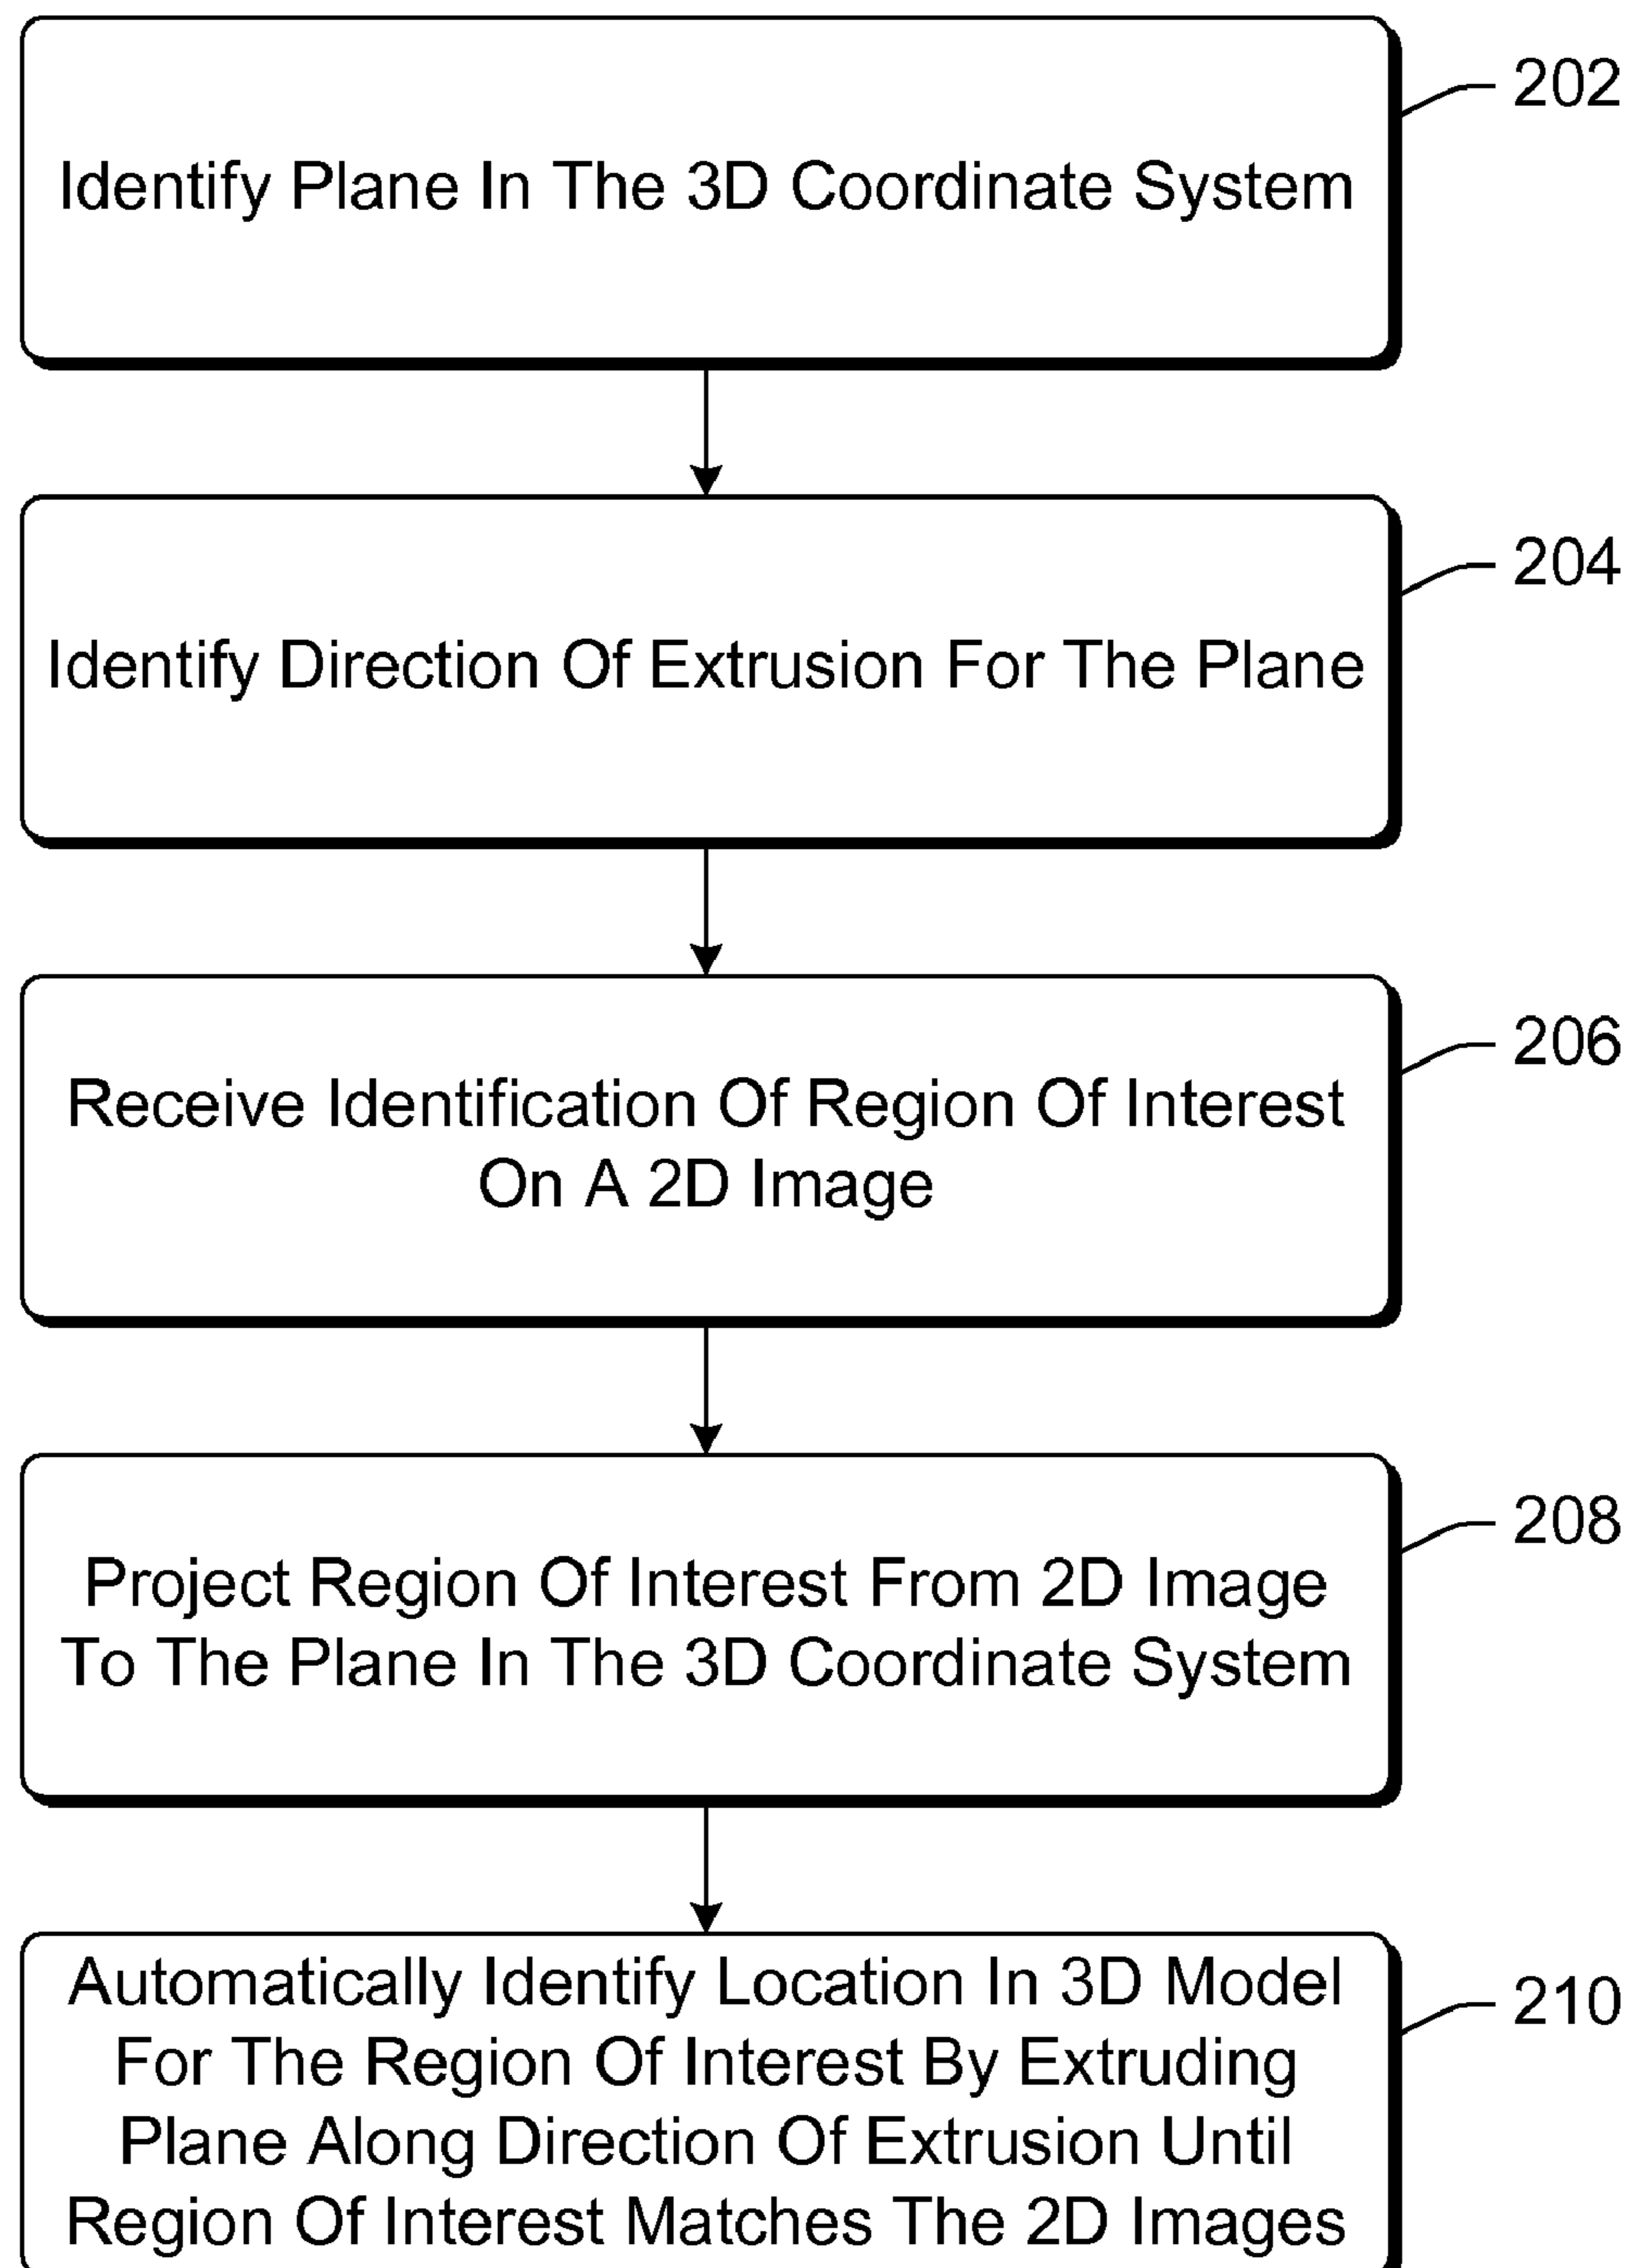 202
Identify Plane In The 3D Coordinate System
204
Identify Direction Of Extrusion For The Plane
206
Receive Identification Of Region Of Interest
On A 2D Image
208
Project Region Of Interest From 2D Image
To The Plane In The 3D Coordinate System
210
Automatically Identify Location In 3D Model
For The Region Of Interest By Extruding
Plane Along Direction Of Extrusion Until
Region Of Interest Matches The 2D Images